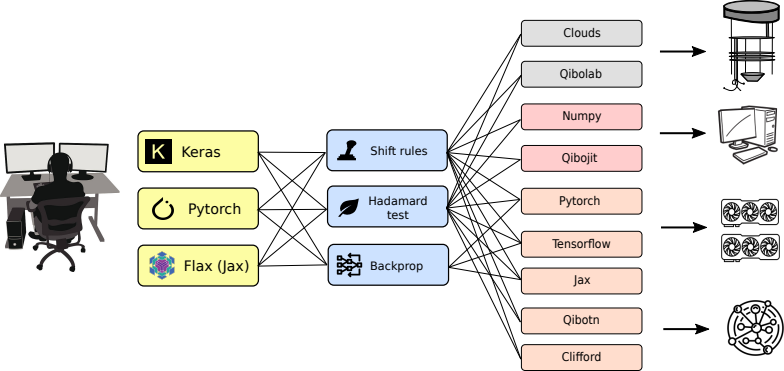 K Keras
Pytorch
Flax (Jax)
Shift rules
Hadamard
test
Backprop
Clouds
Qibolab
Numpy
Qibojit
Pytorch
Tensorflow
Jax
Qibotn
Clifford